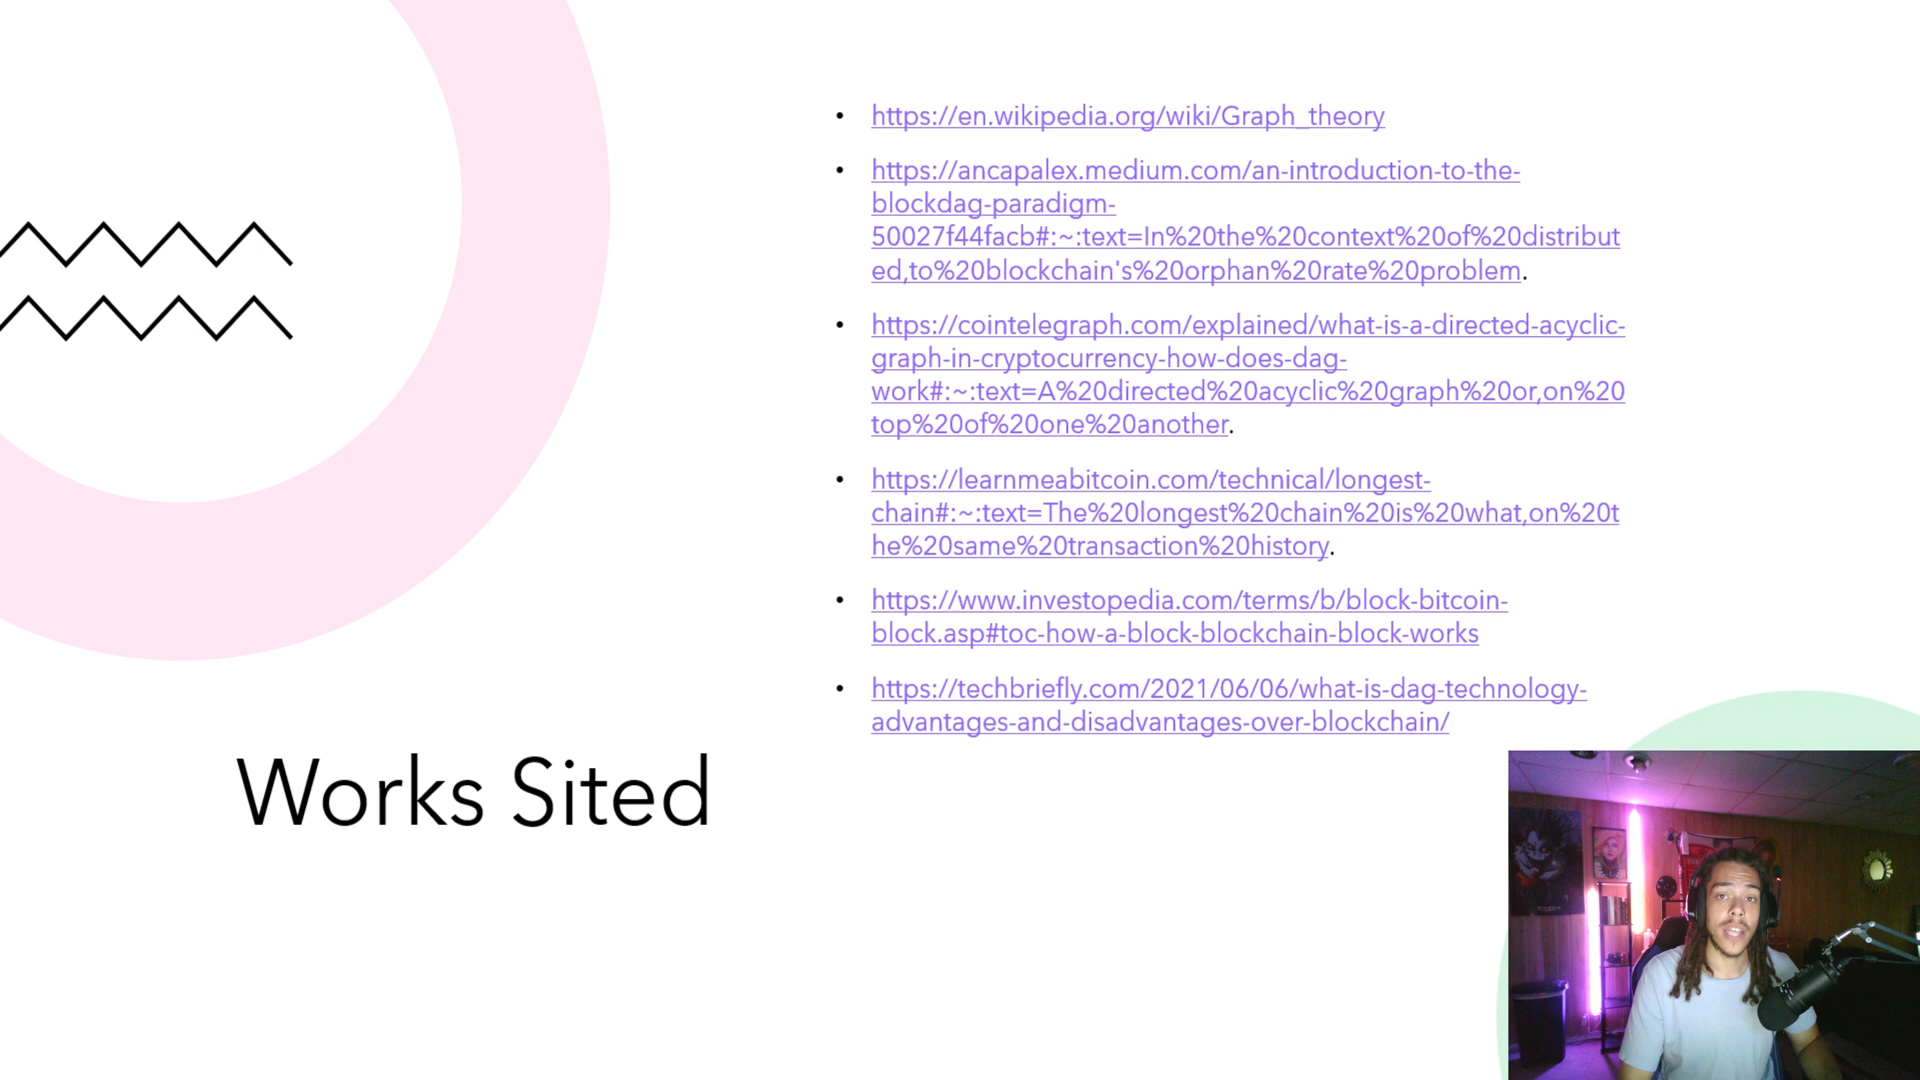 https://en.wikipedia.org/wiki/Graph_theory
https://ancapalex.medium.com/an-introduction-to-the-
blockdag-paradigm-
50027f44facb#:~:text=In%20the%20context%20of%20distribut
ed,to%20blockchain's%20orphan%20rate%20problem.
https://cointelegraph.com/explained/what-is-a-directed-acyclic-
graph-in-cryptocurrency-how-does-dag-
work#:~:text=A%20directed%20acyclic%20graph%20or,on%20
top%20of%20one%20another.
https://learnmeabitcoin.com/technical/longest-
chain#:~:text=The%20longest%20chain%20is%20what,on%20t
he%20same%20transaction%20history.
https://www.investopedia.com/terms/b/block-bitcoin-
block.asp#toc-how-a-block-blockchain-block-works
https://techbriefly.com/2021/06/06/what-is-dag-technology-
advantages-and-disadvantages-over-blockchain/
Works Sited